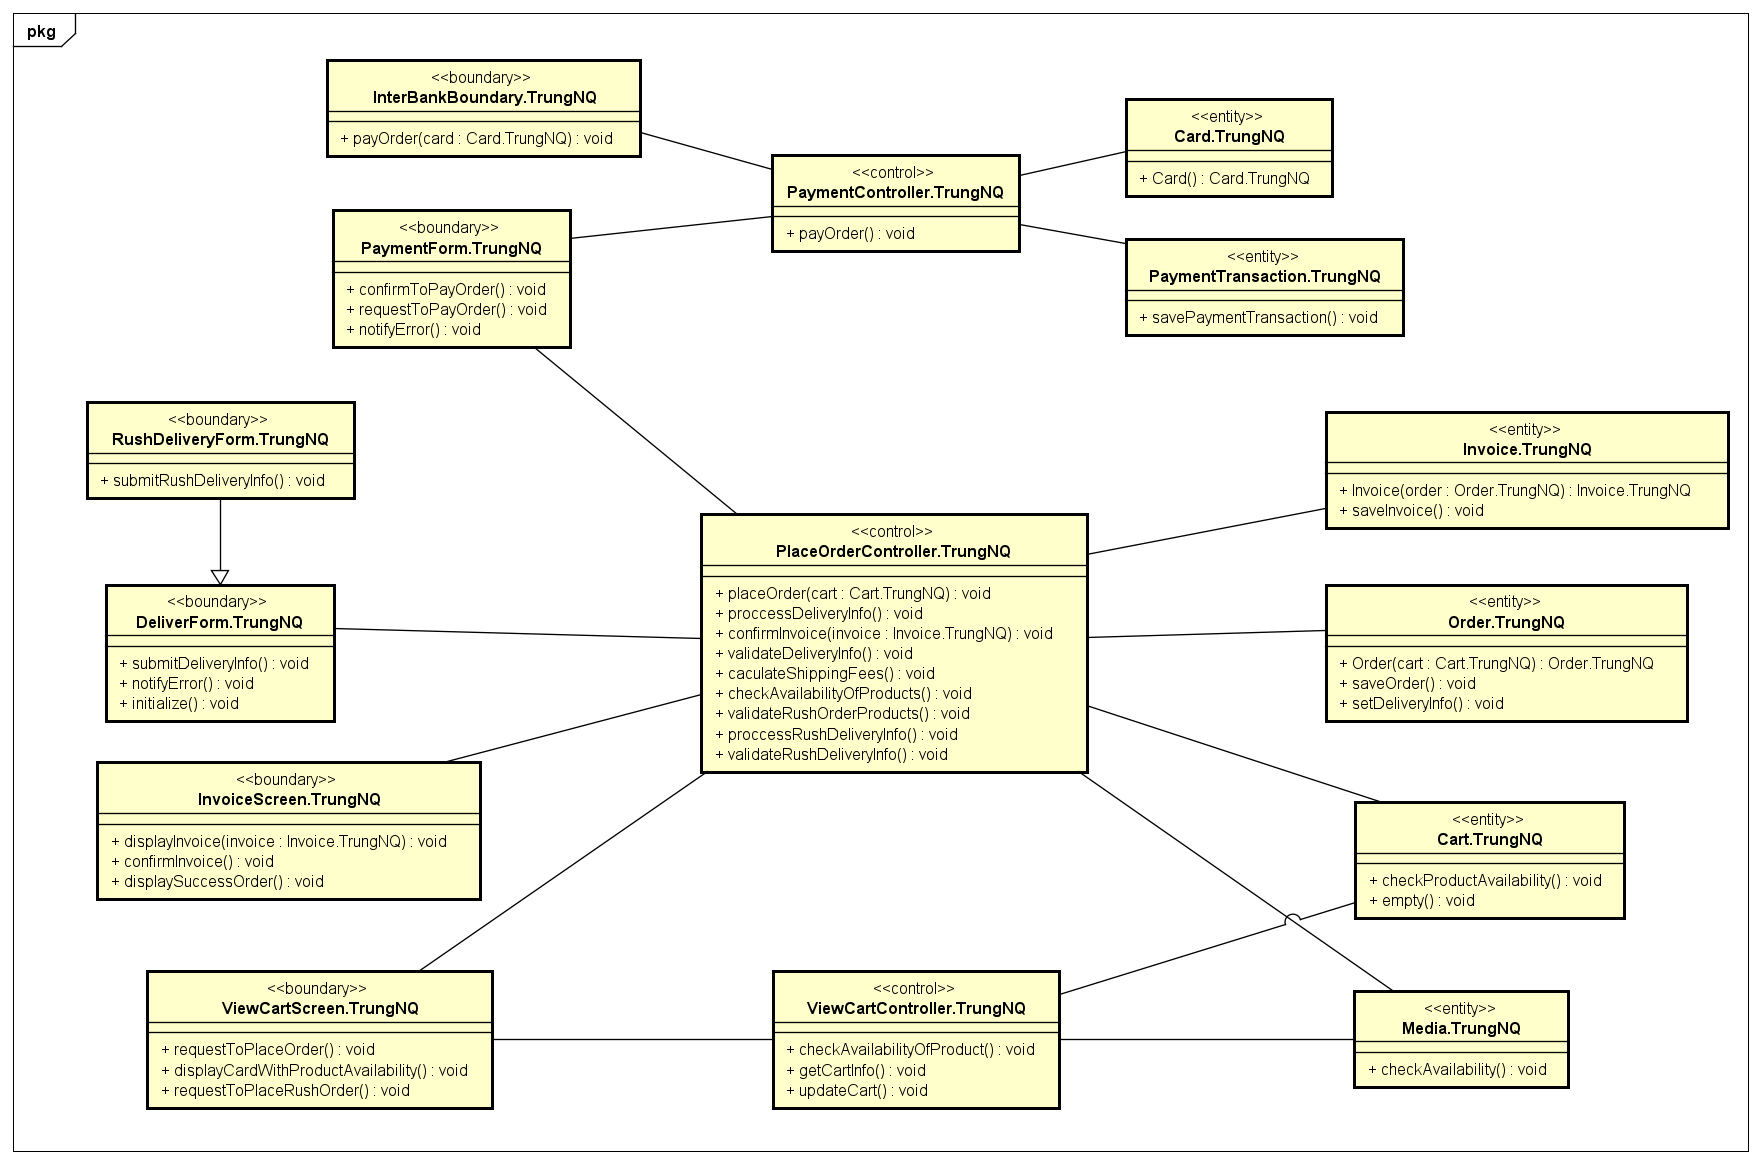 pkg
<<boundary>>
InterBankBoundary.TrungNQ
+ payOrder(card : Card.TrungNQ) : void
<<entity>>
Card.TrungNQ
+ Card() : Card.TrungNQ
<<control>>
PaymentController.TrungNQ
+ payOrder() : void
<<boundary>>
PaymentForm.TrungNQ
+ confirmToPayOrder() : void
+ requestToPayOrder() : void
+ notifyError() : void
<<entity>>
PaymentTransaction.TrungNQ
+ savePaymentTransaction() : void
<<boundary>>
RushDeliveryForm.TrungNQ
+ submitRushDeliveryInfo() : void
<<entity>>
Invoice.TrungNQ
+ Invoice(order : Order.TrungNQ) : Invoice.TrungNQ
+ saveInvoice() : void
<<control>>
PlaceOrderController.TrungNQ
+ placeOrder(cart : Cart.TrungNQ) : void
+ proccessDeliveryInfo() : void
+ confirmInvoice(invoice : Invoice.TrungNQ) : void
+ validateDeliveryInfo() : void
+ caculateShippingFees() : void
+ checkAvailabilityOfProducts() : void
+ validateRushOrderProducts() : void
+ proccessRushDeliveryInfo() : void
+ validateRushDeliveryInfo() : void
<<boundary>>
DeliverForm.TrungNQ
+ submitDeliveryInfo() : void
+ notifyError() : void
+ initialize() : void
<<entity>>
Order.TrungNQ
+ Order(cart : Cart.TrungNQ) : Order.TrungNQ
+ saveOrder() : void
+ setDeliveryInfo() : void
<<boundary>>
InvoiceScreen.TrungNQ
+ displayInvoice(invoice : Invoice.TrungNQ) : void
+ confirmInvoice() : void
+ displaySuccessOrder() : void
<<entity>>
Cart.TrungNQ
+ checkProductAvailability() : void
+ empty() : void
<<boundary>>
ViewCartScreen.TrungNQ
+ requestToPlaceOrder() : void
+ displayCardWithProductAvailability() : void
+ requestToPlaceRushOrder() : void
<<control>>
ViewCartController.TrungNQ
+ checkAvailabilityOfProduct() : void
+ getCartInfo() : void
+ updateCart() : void
<<entity>>
Media.TrungNQ
+ checkAvailability() : void